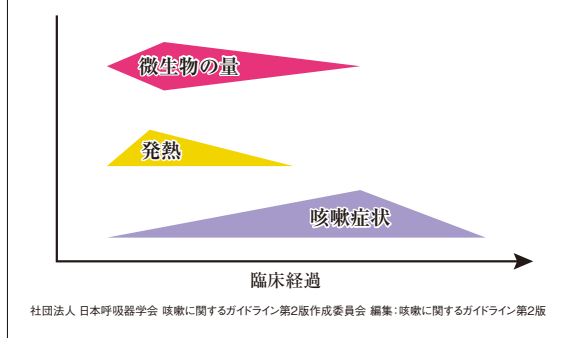 微生物の量
発熱
咳嗽症状
臨床経過
社団法人 日本呼吸器学会 咳嗽に関するガイドライン第2版作成委員会 編集：咳嗽に関するガイドライン第2版